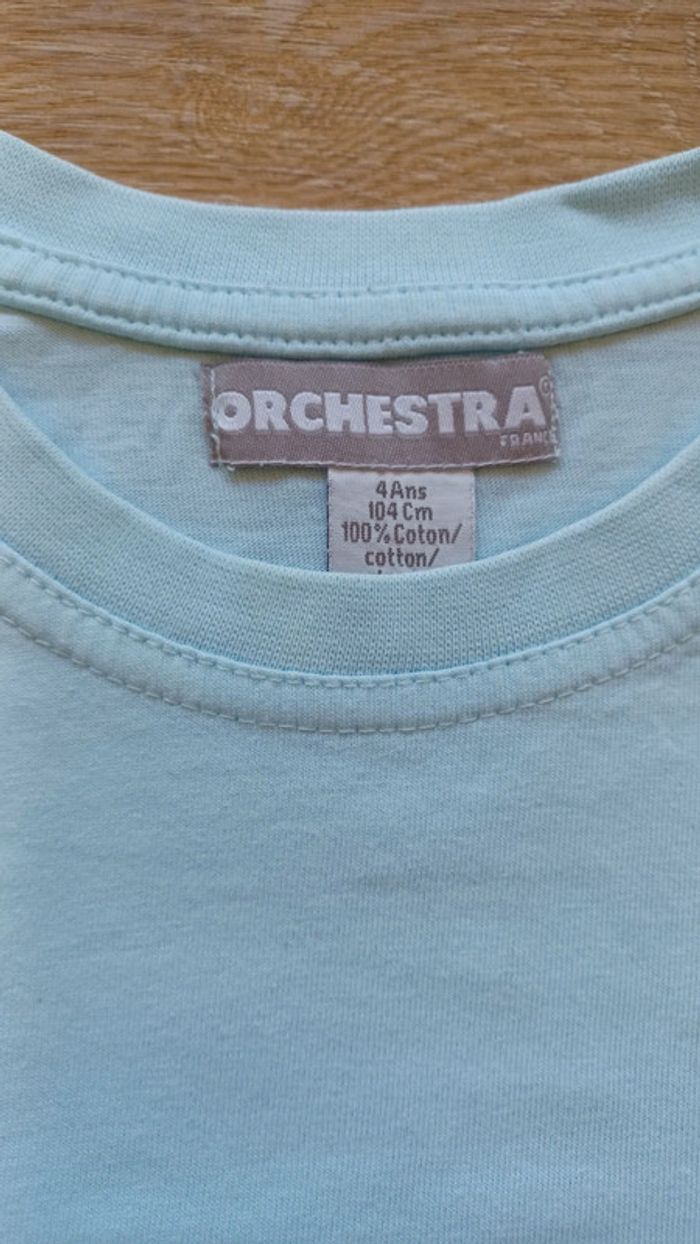 ORCHESTRA
FRANCE
4Ans
104Cm
100%Coton/
cotton/